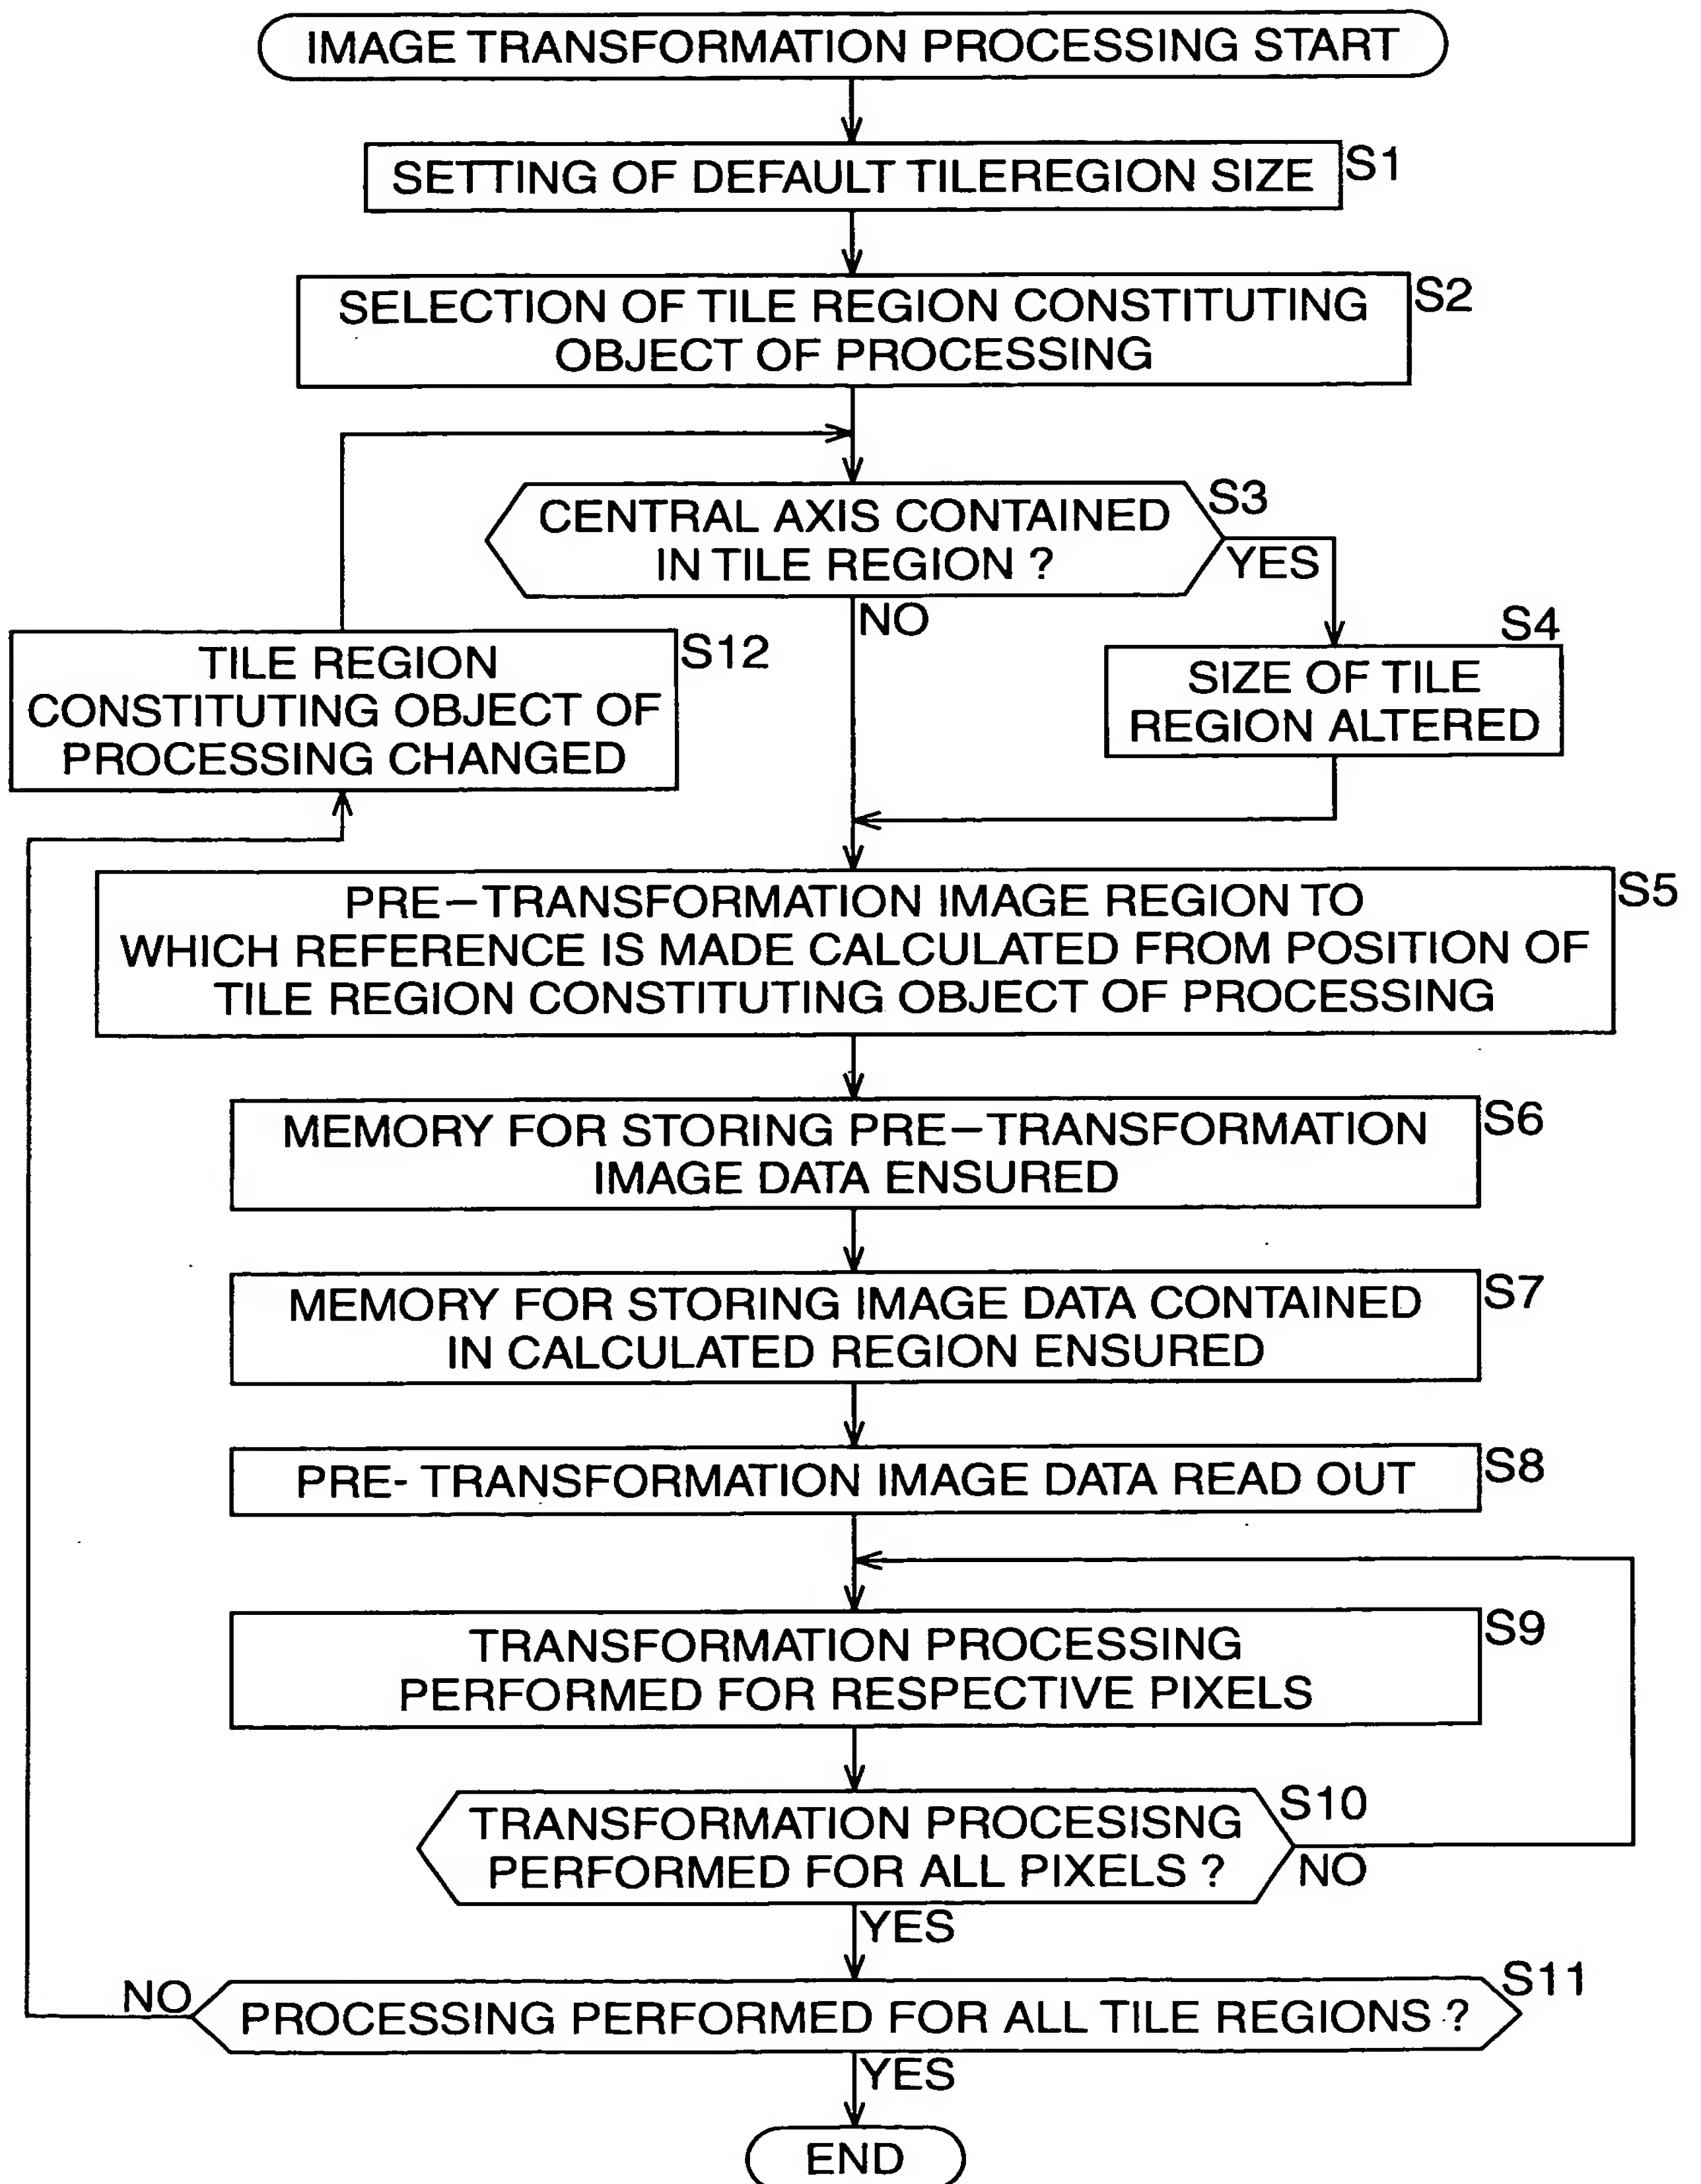 IMAGE TRANSFORMATION PROCESSING START
SETTING OF DEFAULT TILEREGION SIZE
S1
SELECTION OF TILE REGION CONSTITUTING
OBJECT OF PROCESSING
S2
CENTRAL AXIS CONTAINED
IN TILE REGION ?
S3
YES
NO
S4
SIZE OF TILE
REGION ALTERED
TILE REGION
CONSTITUTING OBJECT OF
PROCESSING CHANGED
S12
PRE-TRANSFORMATION IMAGE REGION TO
WHICH REFERENCE IS MADE CALCULATED FROM POSITION OF
TILE REGION CONSTITUTING OBJECT OF PROCESSING
S5
MEMORY FOR STORING PRE-TRANSFORMATION
IMAGE DATA ENSURED
S6
MEMORY FOR STORING IMAGE DATA CONTAINED
IN CALCULATED REGION ENSURED
S7
PRE- TRANSFORMATION IMAGE DATA READ OUT
S8
TRANSFORMATION PROCESSING
PERFORMED FOR RESPECTIVE PIXELS
S9
TRANSFORMATION PROCESISNG
PERFORMED FOR ALL PIXELS ?
S10
NO
YES
NO
PROCESSING PERFORMED FOR ALL TILE REGIONS ?
S11
YES
END